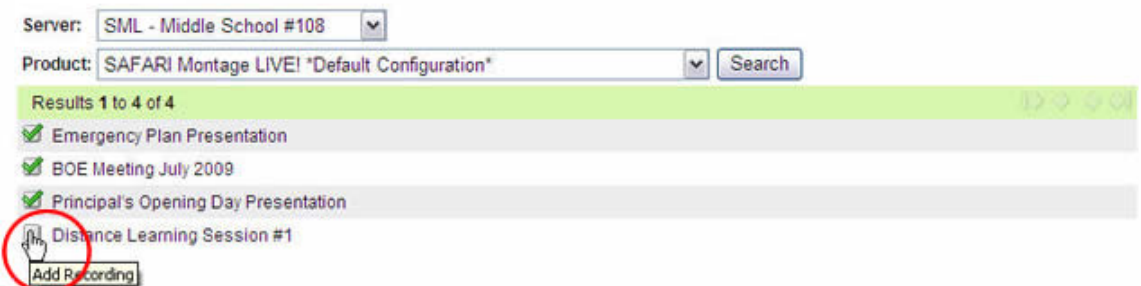 Server: SML - Middle School #108
Product: SAFARI Montage LIVE! *Default Configuration* Search
Results 1 to 4 of 4
Emergency Plan Presentation
BOE Meeting July 2009
Principal's Opening Day Presentation
Distance Learning Session #1
Add Recording